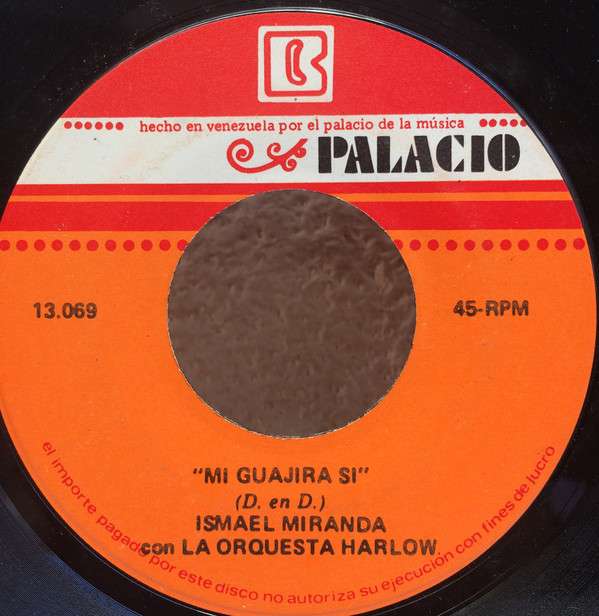 hecho en venezuela por el palacio de la música
PALACIO
13.069
45-RPM
"MI GUAJIRA SI"
(D. en D.)
ISMAEL MIRANDA
con LA ORQUESTA HARLOW
el importe pagado por este disco no autoriza su ejecución con fines de lucro